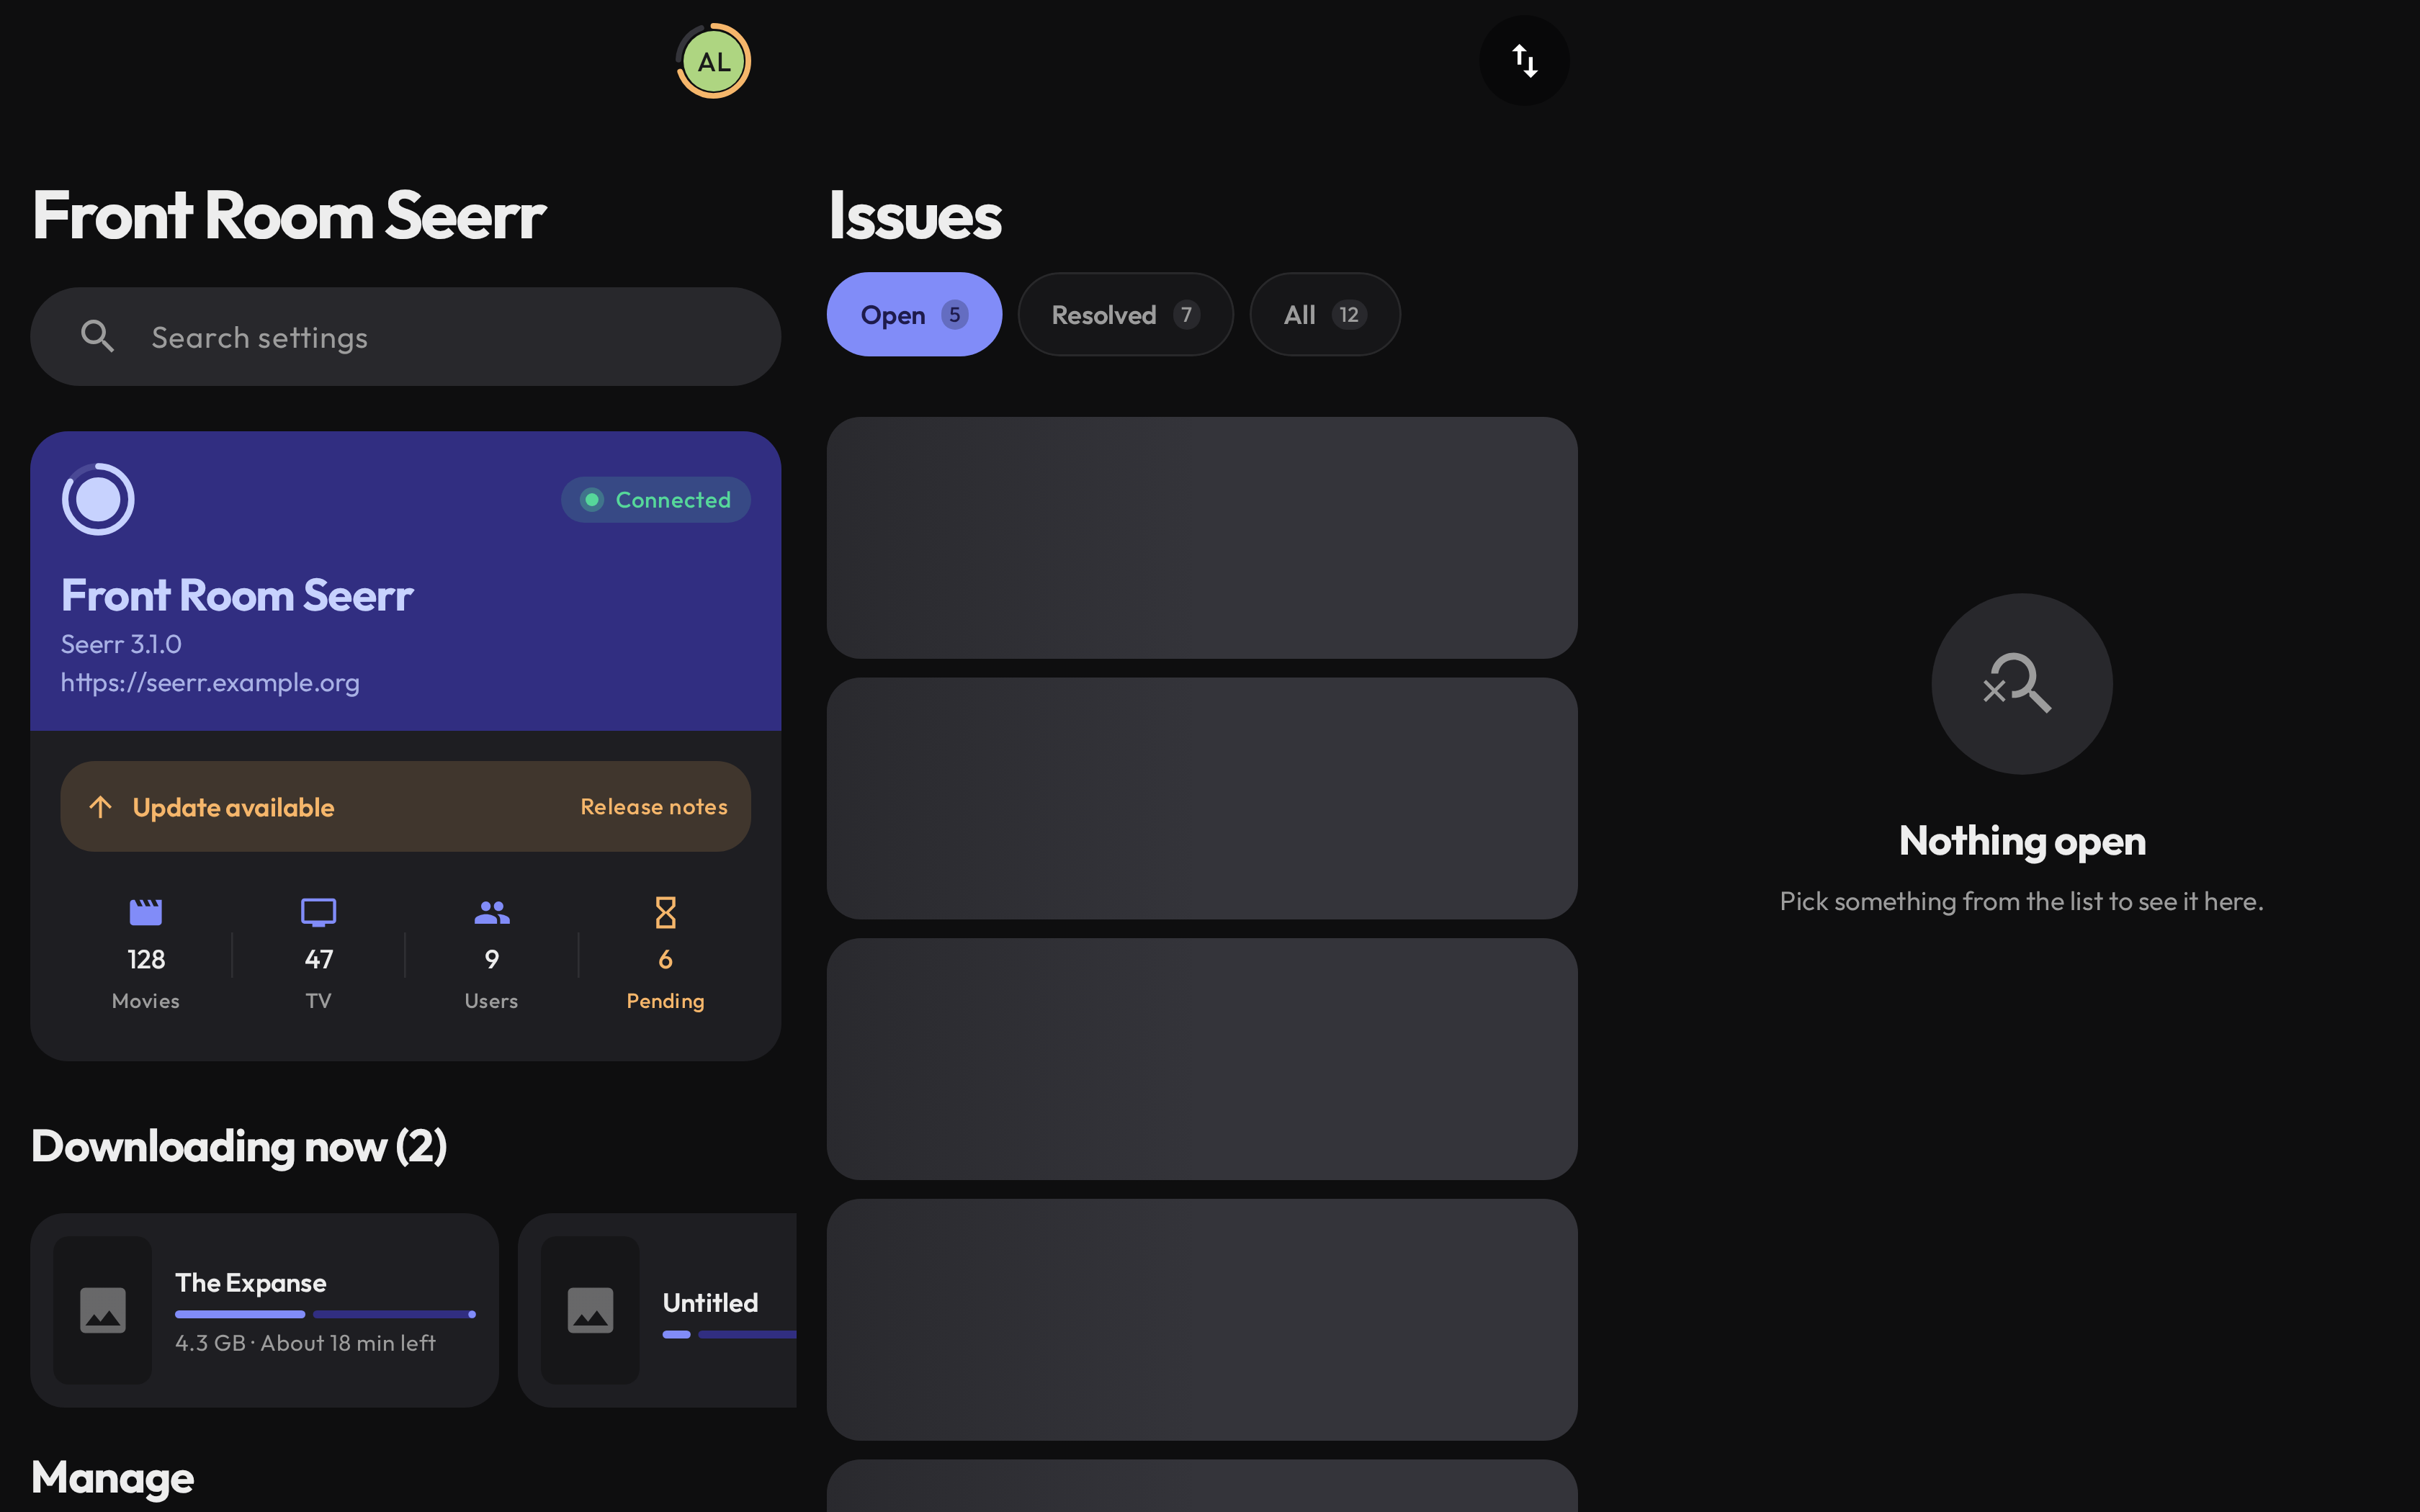 AL
Front Room Seerr
Search settings
Connected
Front Room Seerr
Seerr 3.1.0
https://seerr.example.org
Update available
Release notes
128
47
9
6
Movies
TV
Users
Pending
Downloading now (2)
The Expanse
4.3 GB · About 18 min left
Untitled
Manage
Issues
Open 5
Resolved 7
All 12
Nothing open
Pick something from the list to see it here.